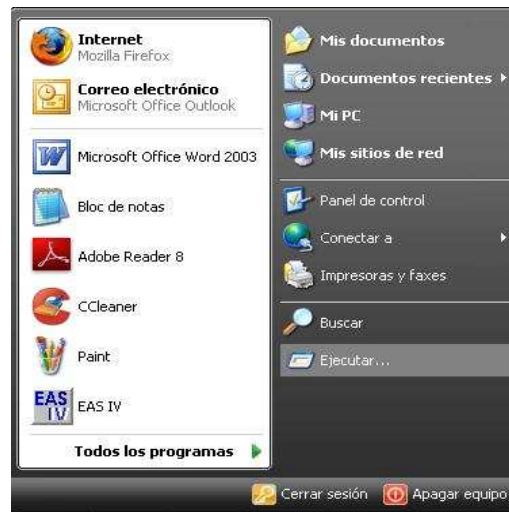 Internet
Mozilla Firefox
Correo electrónico
Microsoft Office Outlook
Microsoft Office Word 2003
Bloc de notas
Adobe Reader 8
CCleaner
Paint
EAS
IV
EAS IV
Todos los programas
Mis documentos
Documentos recientes
Mi PC
Mis sitios de red
Panel de control
Conectar a
Impresoras y faxes
Buscar
Ejecutar...
Cerrar sesión
Apagar equipo